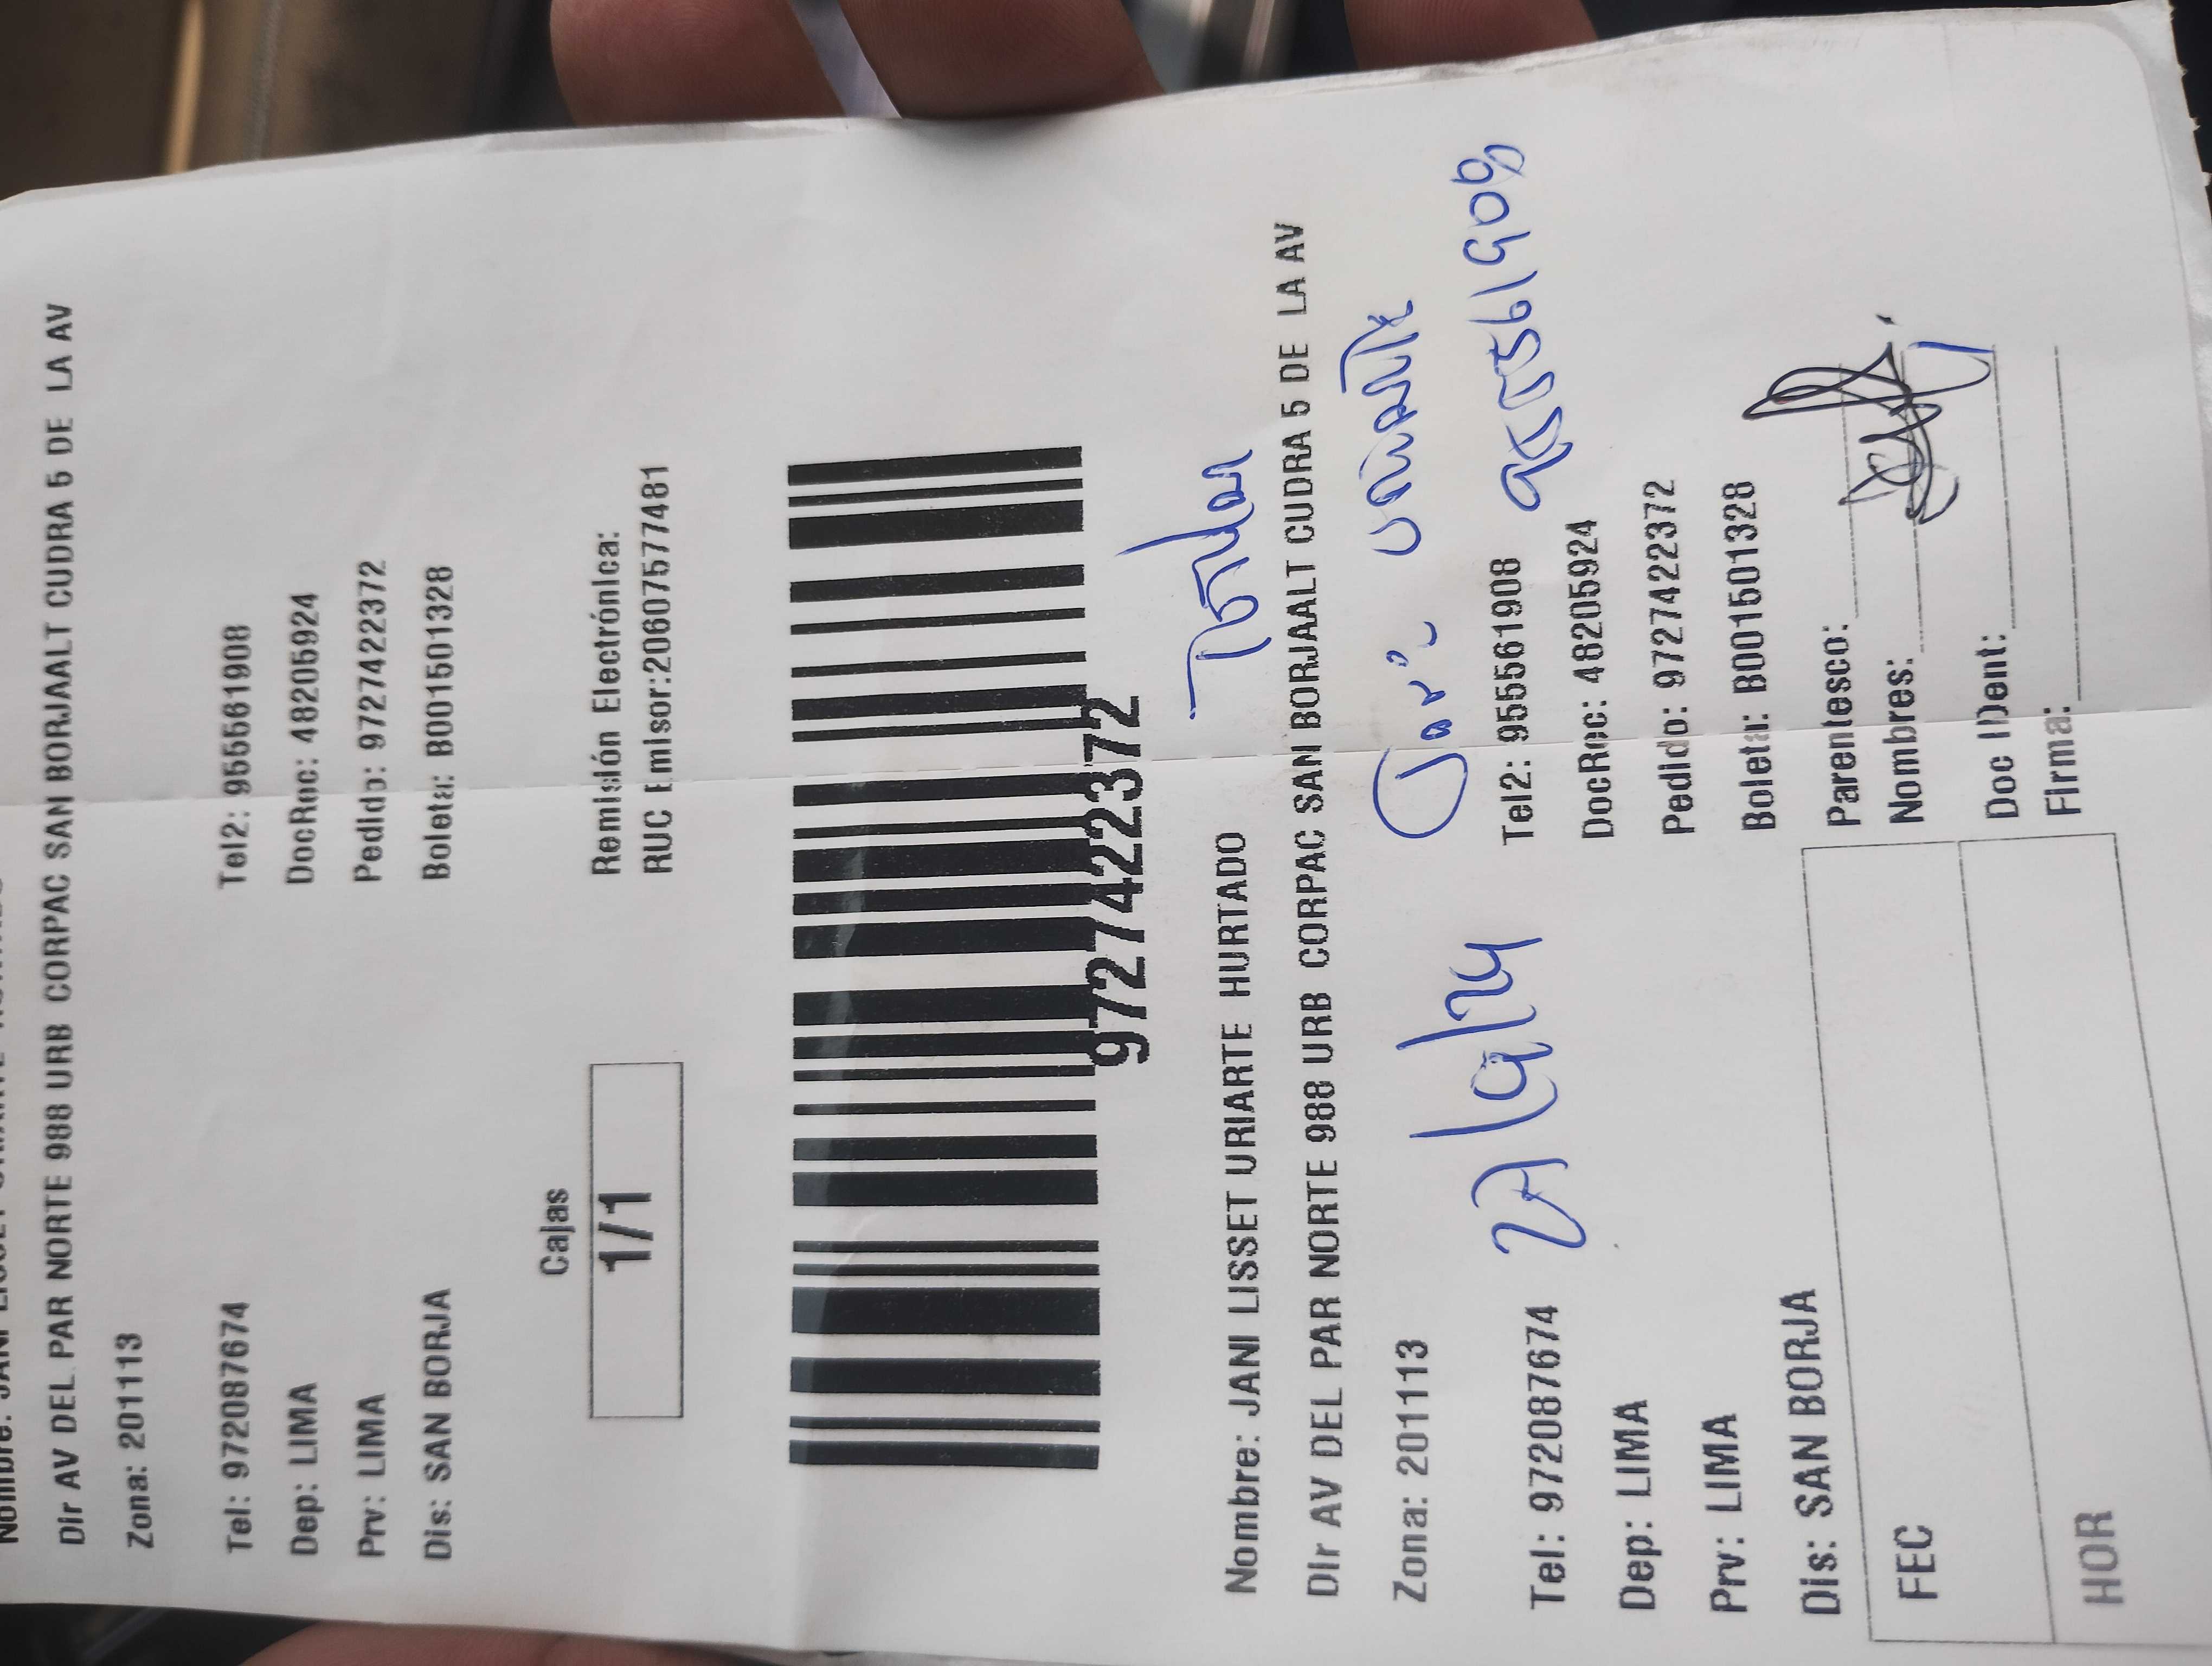 Dir AV DEL PAR NORTE 988 URB CORPAC SAN BORJAALT CUDRA 5 DE LA AV
Zona: 201113
Tel: 972087674 Tel2: 955561908
Dep: LIMA DocRec: 48205924
Prv: LIMA Pedido: 9727422372
Dis: SAN BORJA Boleta: B001501328
Cajas
1/1
Remisión Electrónica:
RUC Emisor:20607577481
9727422372
Titular
Nombre: JANI LISSET URIARTE HURTADO
Dir AV DEL PAR NORTE 988 URB CORPAC SAN BORJAALT CUDRA 5 DE LA AV
Zona: 201113
Jani Uriarte
955561908
Tel: 972087674 Tel2: 955561908
Dep: LIMA DocRec: 48205924
Prv: LIMA Pedido: 9727422372
Dis: SAN BORJA Boleta: B001501328
FEC
HOR
Parentesco:
Nombres:
Doc IDent:
Firma: